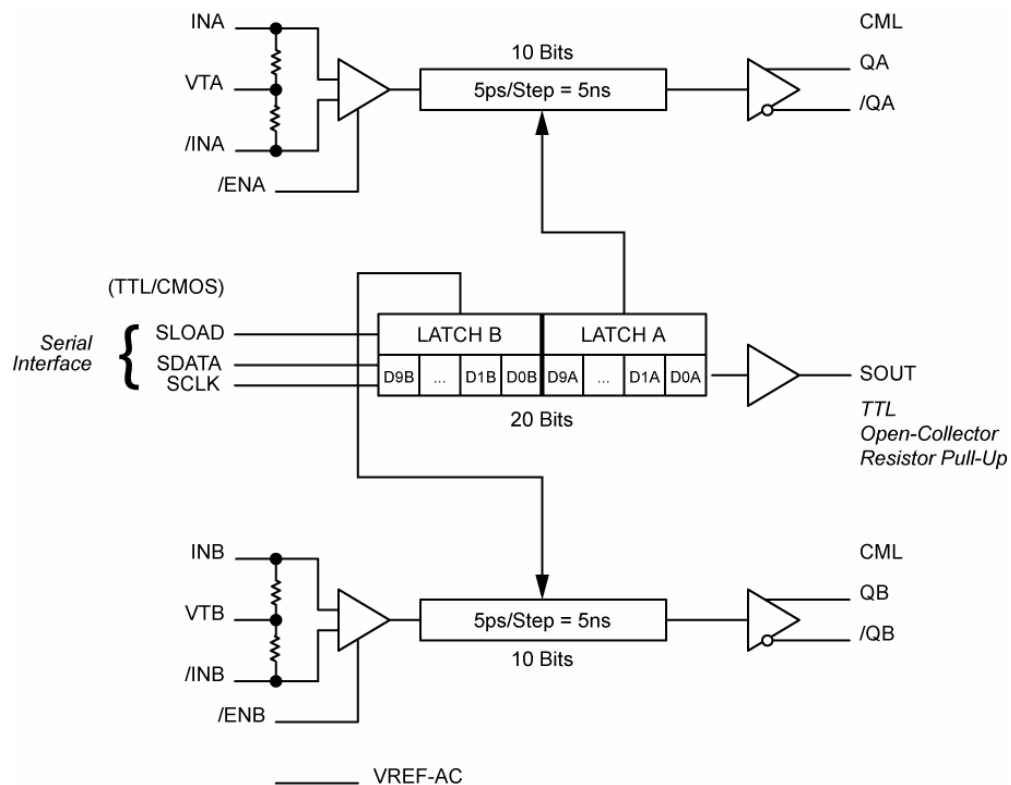 INA
CML
10 Bits
QA
VTA
5ps/Step = 5ns
/QA
/INA
/ENA
(TTL/CMOS)
Serial
Interface
{
SLOAD
LATCH B
LATCH A
SDATA
SCLK
D9B
...
D1B
D0B
D9A
...
D1A
D0A
SOUT
20 Bits
TTL
Open-Collector
Resistor Pull-Up
INB
CML
QB
VTB
5ps/Step = 5ns
/QB
10 Bits
/INB
/ENB
VREF-AC